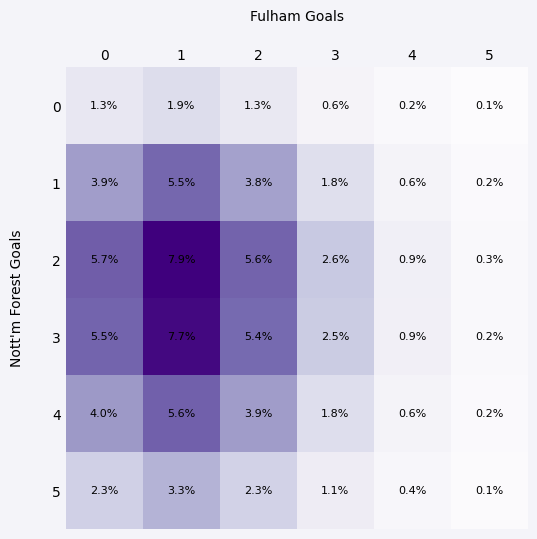 Fulham Goals
0 1 2 3 4 5
0 1.3% 1.9% 1.3% 0.6% 0.2% 0.1%
1 3.9% 5.5% 3.8% 1.8% 0.6% 0.2%
2 5.7% 7.9% 5.6% 2.6% 0.9% 0.3%
3 5.5% 7.7% 5.4% 2.5% 0.9% 0.2%
4 4.0% 5.6% 3.9% 1.8% 0.6% 0.2%
5 2.3% 3.3% 2.3% 1.1% 0.4% 0.1%
Nott'm Forest Goals